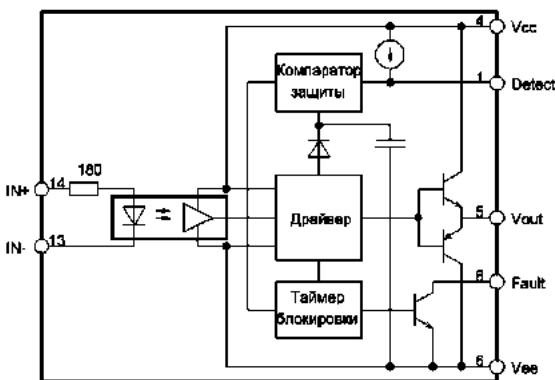 4 Vcc
Компаратор
защиты
1 Detect
180
IN+ 14
Драйвер
5 Vout
IN- 13
8 Fault
Таймер
блокировки
6 Vee